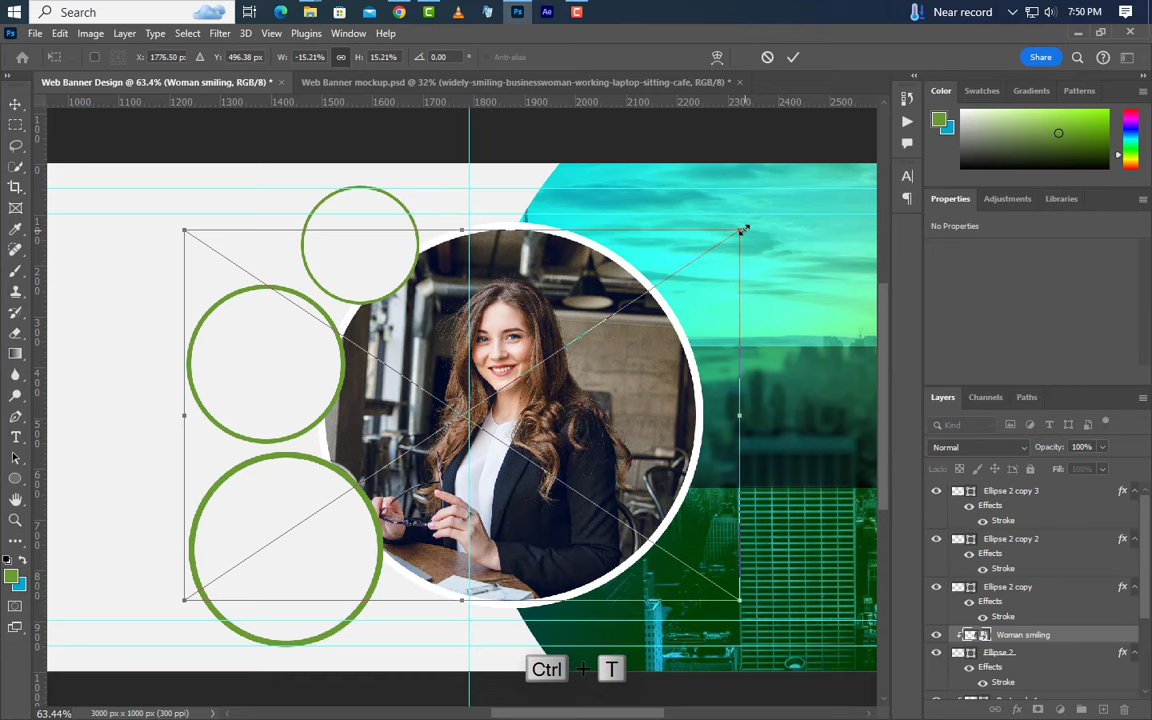 Search
Near record
7:50 PM
File Edit Image Layer Type Select Filter 3D View Plugins Window Help
X: 1776.50 px Y: 496.38 px W: -15.21% H: 15.21% 0.00 Anti-alias
Share
Web Banner Design @ 63.4% (Woman smiling, RGB/8) * ×
Web Banner mockup.psd @ 32% (widely-smiling-businesswoman-working-laptop-sitting-cafe, RGB/8) * ×
1000 1100 1200 1300 1400 1500 1600 1700 1800 1900 2000 2100 2200 2300 2400 2500
Color Swatches Gradients Patterns
Properties Adjustments Libraries
No Properties
Layers Channels Paths
Kind
Normal Opacity: 100%
Lock: Fill: 100%
Ellipse 2 copy 3 fx
Effects
Stroke
Ellipse 2 copy 2 fx
Effects
Stroke
Ellipse 2 copy fx
Effects
Stroke
Woman smiling
Ellipse 2 fx
Effects
Stroke
Ctrl + T
63.44% 3000 px x 1000 px (300 ppi)